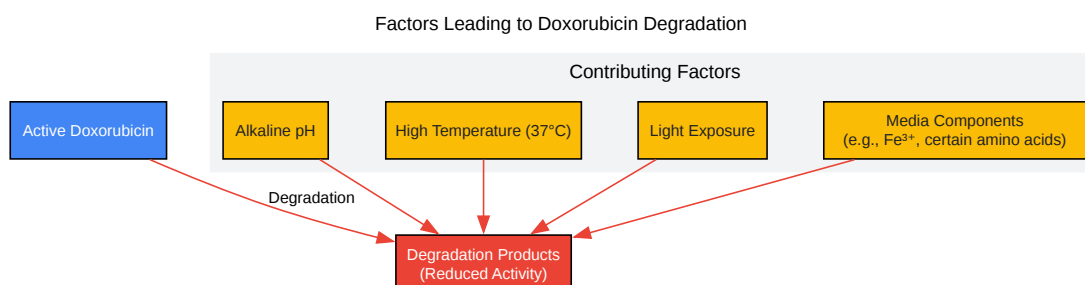 Factors Leading to Doxorubicin Degradation
Contributing Factors
Active Doxorubicin
Alkaline pH
High Temperature (37°C)
Light Exposure
Media Components
(e.g., Fe³⁺, certain amino acids)
Degradation
Degradation Products
(Reduced Activity)